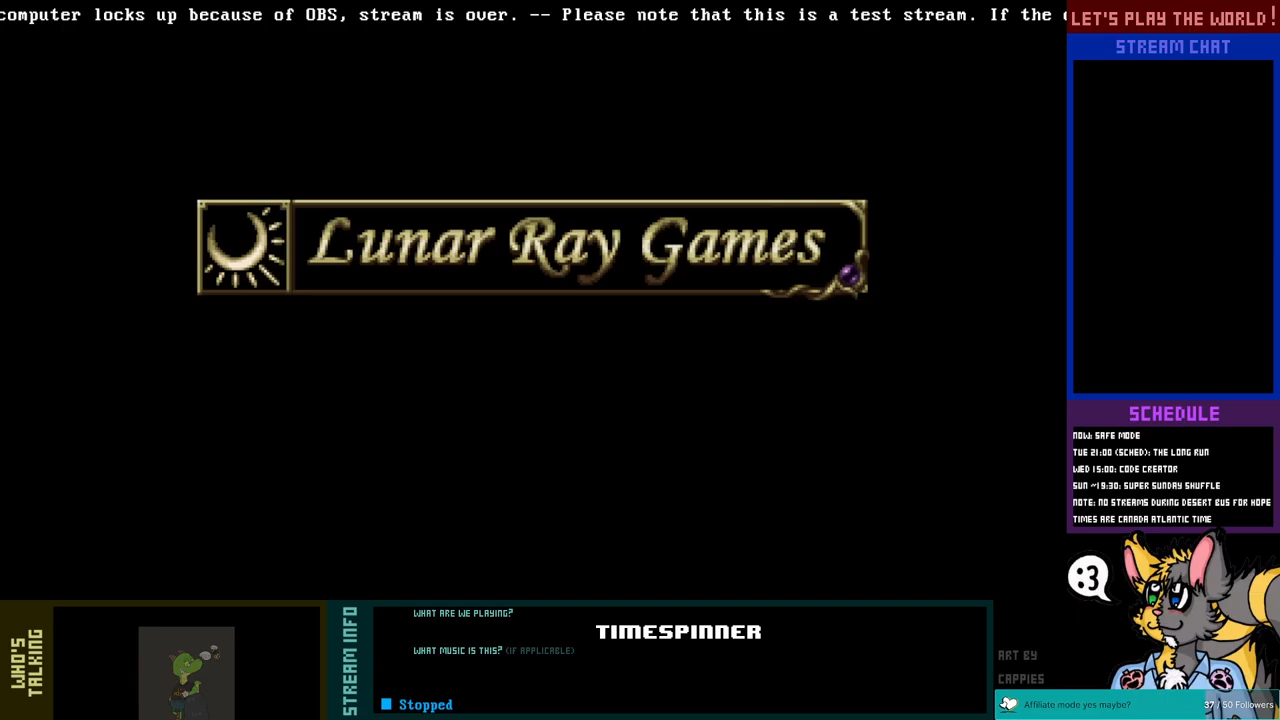 computer locks up because of OBS, stream is over. -- Please note that this is a test stream. If the
LET'S PLAY THE WORLD!
STREAM CHAT
Lunar Ray Games
SCHEDULE
NOW: SAFE MODE
TUE 21:00 (SCHED): THE LONG RUN
WED 15:00: CODE CREATOR
SUN ~19:30: SUPER SUNDAY SHUFFLE
NOTE: NO STREAMS DURING DESERT BUS FOR HOPE
TIMES ARE CANADA ATLANTIC TIME
:3
WHO'S
TALKING
STREAM INFO
WHAT ARE WE PLAYING?
TIMESPINNER
WHAT MUSIC IS THIS? (IF APPLICABLE)
Stopped
ART BY
CAPPIES
Affiliate mode yes maybe?
37 / 50 Followers